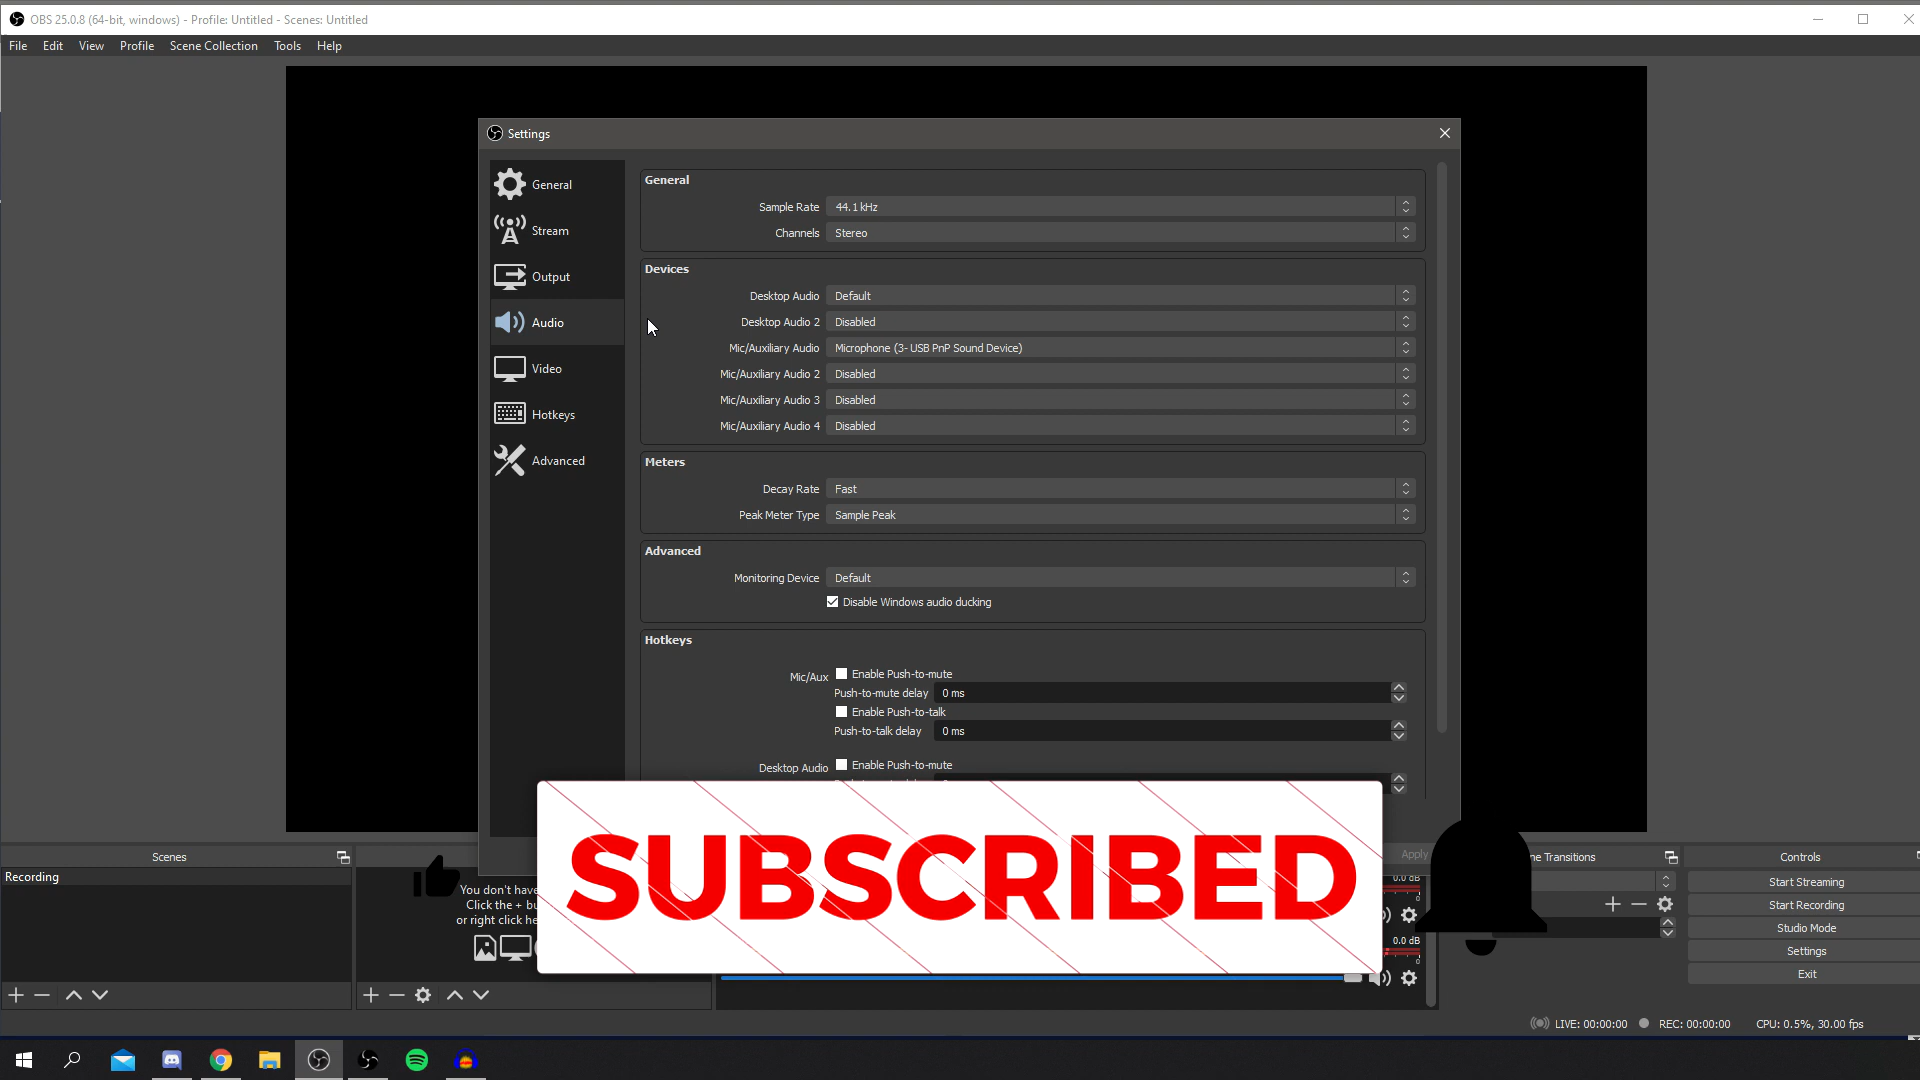 OBS 25.0.8 (64-bit, windows) - Profile: Untitled - Scenes: Untitled
File Edit View Profile Scene Collection Tools Help
Settings
General
Stream
Output
Audio
Video
Hotkeys
Advanced
General
Sample Rate 44.1 kHz
Channels Stereo
Devices
Desktop Audio Default
Desktop Audio 2 Disabled
Mic/Auxiliary Audio Microphone (3- USB PnP Sound Device)
Mic/Auxiliary Audio 2 Disabled
Mic/Auxiliary Audio 3 Disabled
Mic/Auxiliary Audio 4 Disabled
Meters
Decay Rate Fast
Peak Meter Type Sample Peak
Advanced
Monitoring Device Default
Disable Windows audio ducking
Hotkeys
Mic/Aux Enable Push-to-mute
Push-to-mute delay 0 ms
Enable Push-to-talk
Push-to-talk delay 0 ms
Desktop Audio Enable Push-to-mute
SUBSCRIBED
Apply
Scenes
Recording
You don't have
Click the +
or right click
0.0 dB
0
0.0 dB
0
Transitions
Controls
Start Streaming
Start Recording
Studio Mode
Settings
Exit
LIVE: 00:00:00 REC: 00:00:00 CPU: 0.5%, 30.00 fps